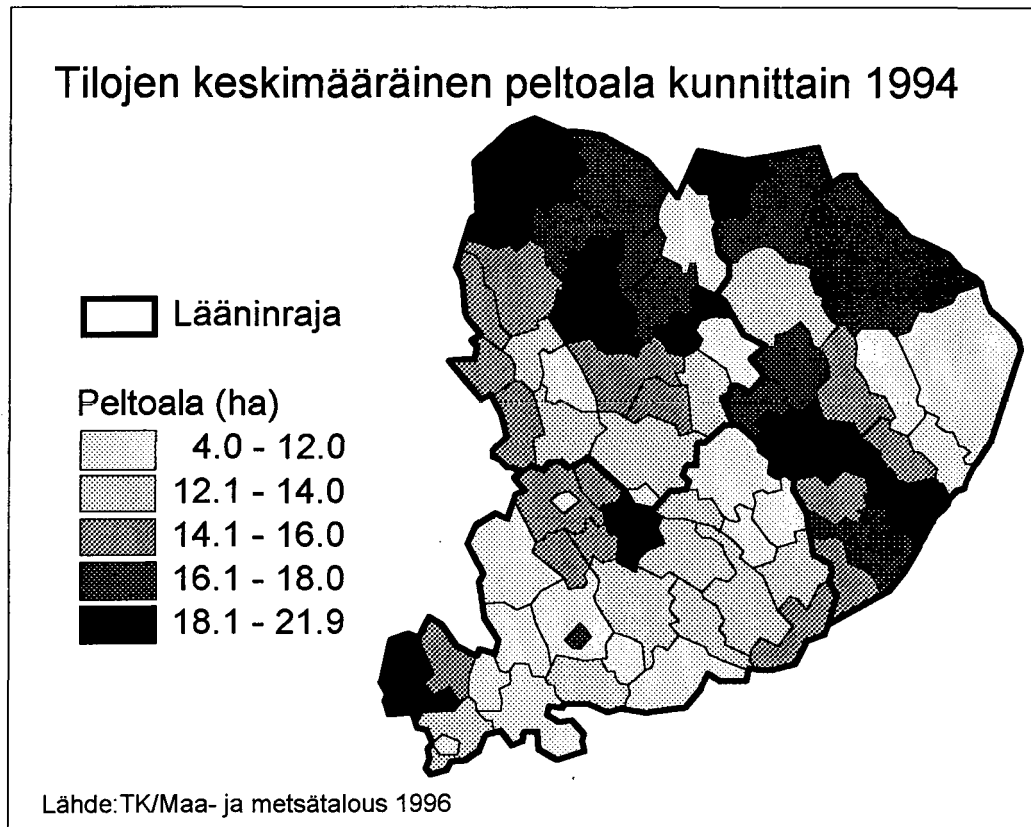 Tilojen keskimääräinen peltoala kunnittain 1994
Lääninraja
Peltoala (ha)
4.0 - 12.0
12.1 - 14.0
14.1 - 16.0
16.1 - 18.0
18.1 - 21.9
Lähde:TK/Maa- ja metsätalous 1996